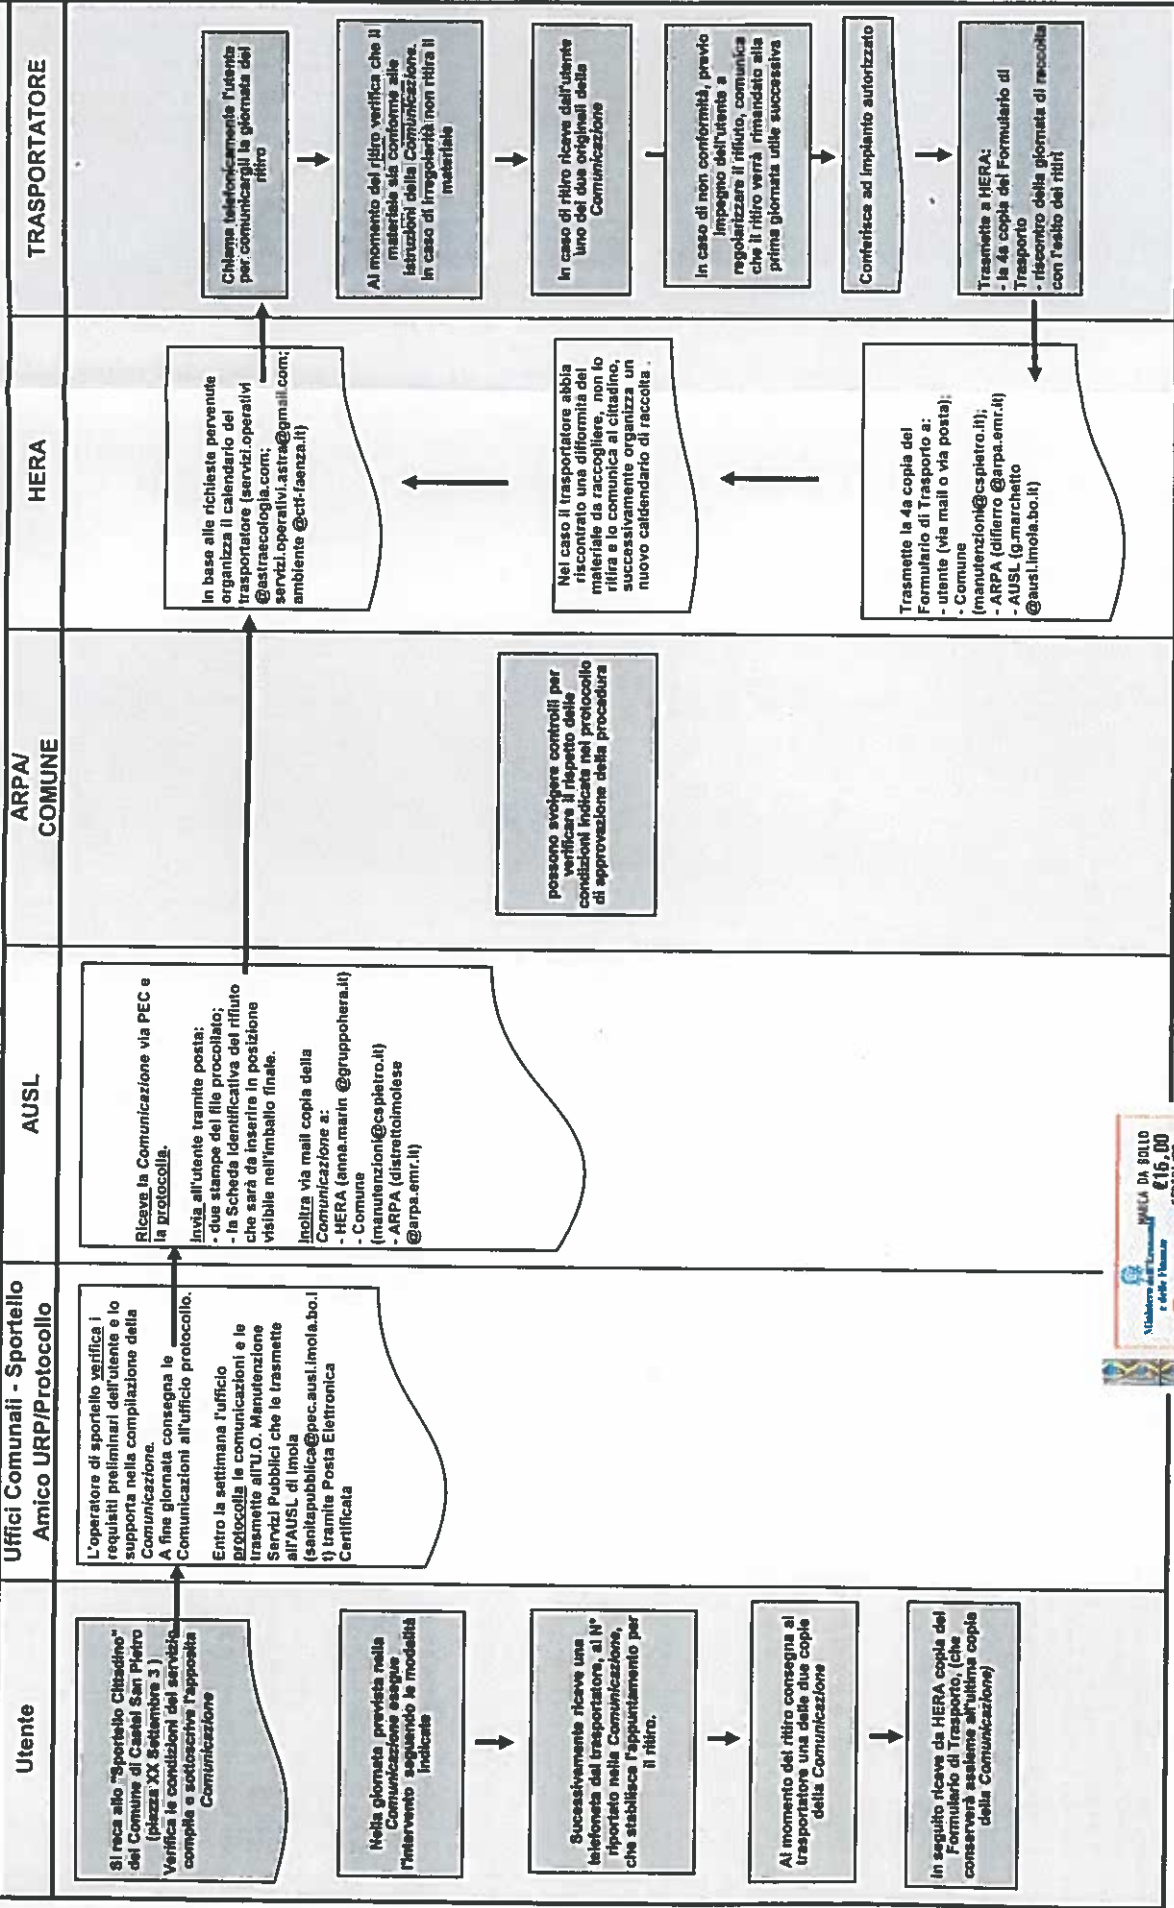 Utente
Uffici Comunali - Sportello
Amico URP/Protocollo
AUSL
ARPA/
COMUNE
HERA
TRASPORTATORE
Si reca allo "Sportello Cittadino"
del Comune di Castel San Pietro
(piazza XX Settembre 3 )
Verifica le condizioni del servizio,
compila e sottoscrive l'apposita
Comunicazione
Nella giornata prevista nella
Comunicazione esegue
l'intervento seguendo le modalità
indicate
Sucessivamente riceve una
telefoneta dal trasportatore, al N°
riportato nella Comunicazione,
che stabilisce l'appuntamento per
il ritiro.
Al momento del ritiro consegna al
trasportatore una delle due copie
della Comunicazione
In seguito riceve da HERA copia del
Formulario di Trasporto, (che
conserverà assieme all'ultima copia
della Comunicazione)
L'operatore di sportello verifica i
requisiti preliminari dell'utente e lo
supporta nella compilazione della
Comunicazione.
A fine giornata consegna le
Comunicazioni all'ufficio protocollo.
Entro la settimana l'ufficio
protocolla le comunicazioni e le
trasmette all'U.O. Manutenzione
Servizi Pubblici che le trasmette
all'AUSL di Imola
(sanitapubblica@pec.ausl.imola.bo.i
t) tramite Posta Elettronica
Certificata
Riceve la Comunicazione via PEC e
la protocolla.
Invia all'utente tramite posta:
- due stampe del file procollato;
- la Scheda Identificativa del rifiuto
che sarà da inserire in posizione
visibile nell'imballo finale.
Inoltra via mail copia della
Comunicazione a:
- HERA (anna.marin @gruppohera.it)
- Comune
(manutenzioni@cspietro.it)
- ARPA (distrettoimolese
@arpa.emr.it)
possono svolgere controlli per
verificare il rispetto delle
condizioni indicate nel protocollo
di approvazione della procedura
In base alle richieste pervenute
organizza il calendario del
trasportatore (servizi.operativi
@astraecologia.com;
servizi.operativi.astra@gmail.com;
ambiente @ctf-faenza.it)
Nel caso il trasportatore abbia
riscontrato una difformità del
materiale da raccogliere, non lo
ritira e lo comunica al cittadino,
successivamente organizza un
nuovo caldendario di raccolta .
Trasmette la 4a copia del
Formulario di Trasporto a:
- utente (via mail o via posta);
- Comune
(manutenzioni@cspietro.it);
- ARPA (differro @arpa.emr.it)
- AUSL (g.marchetto
@ausl.imola.bo.it)
Chiama telefonicamente l'utente
per comunicargli la giornata del
ritiro
Al momento del ritiro verifica che il
materiale sia conforme alle
istruzioni della Comunicazione.
In caso di irregolarità non ritira il
materiale
In caso di ritiro riceve dall'utente
uno dei due originali della
Comunicazione
In caso di non conformità, previo
impegno dell'utente a
regolarizzare il rifiuto, comunica
che il ritiro verrà rimandato alla
prima giornata utile successiva
Conferisce ad impianto autorizzato
Trasmette a HERA:
- la 4a copia del Formulario di
Trasporto
- riscontro della giornata di raccolta
con l'esito dei ritiri
MARCA DA BOLLO
€16,00
Ministero dell'Economia
e delle Finanze